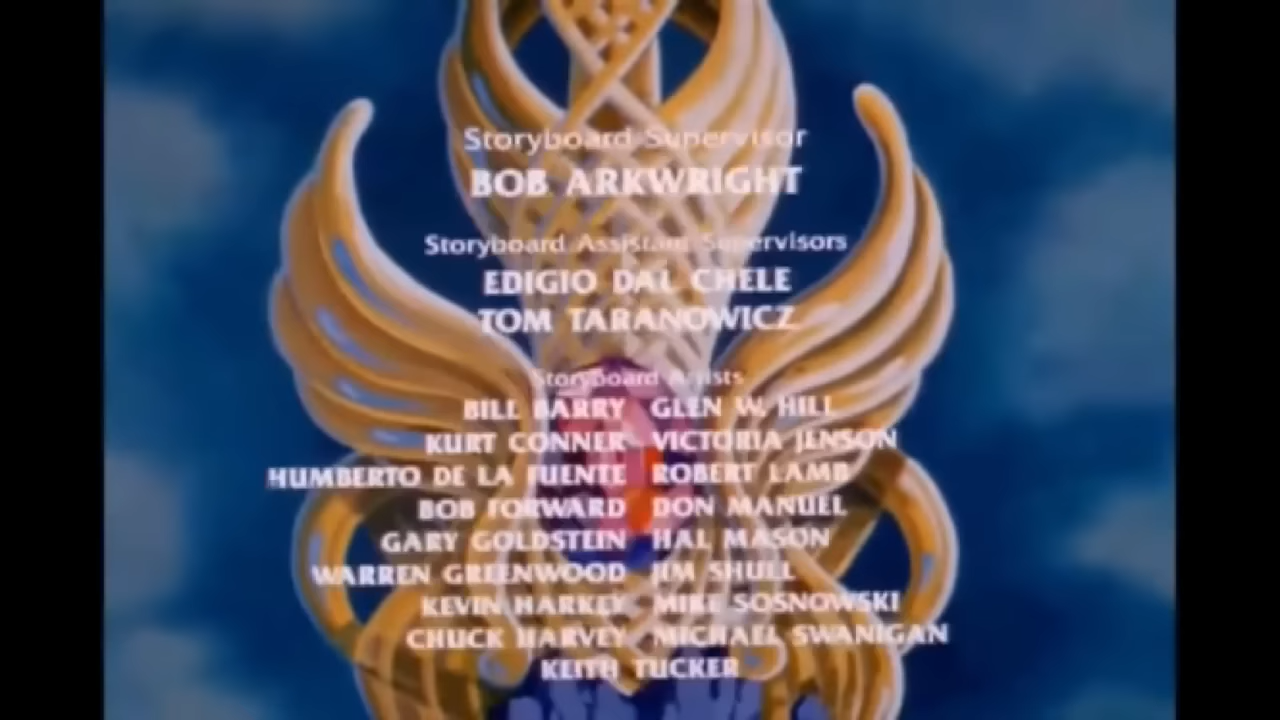 Storyboard Supervisor
BOB ARKWRIGHT
Storyboard Assistant Supervisors
EDIGIO DAL CHELE
TOM TARANOWICZ
Storyboard Artists
BILL BARRY GLEN W. HILL
KURT CONNER VICTORIA JENSON
HUMBERTO DE LA FUENTE ROBERT LAMB
BOB FORWARD DON MANUEL
GARY GOLDSTEIN HAL MASON
WARREN GREENWOOD JIM SHULL
KEVIN HARKEY MIKE SOSNOWSKI
CHUCK HARVEY MICHAEL SWANIGAN
KEITH TUCKER